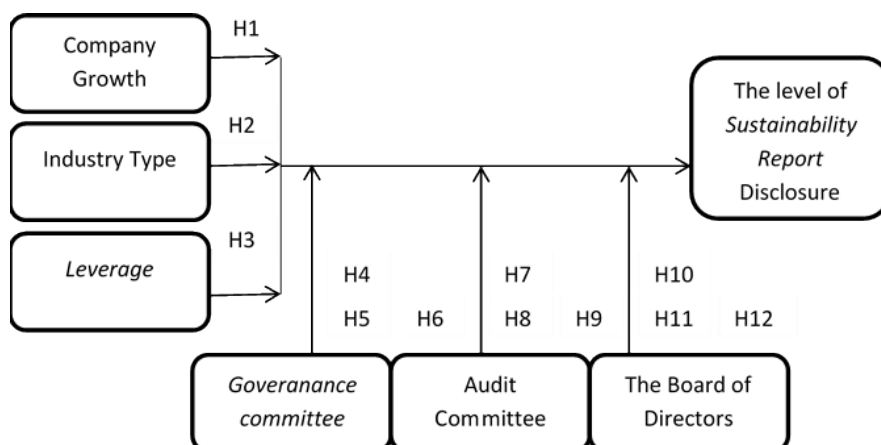 Company
Growth
H1
Industry Type
H2
Leverage
H3
The level of
Sustainability
Report
Disclosure
H4
H5 H6
H7
H8 H9
H10
H11 H12
Goveranance
committee
Audit
Committee
The Board of
Directors